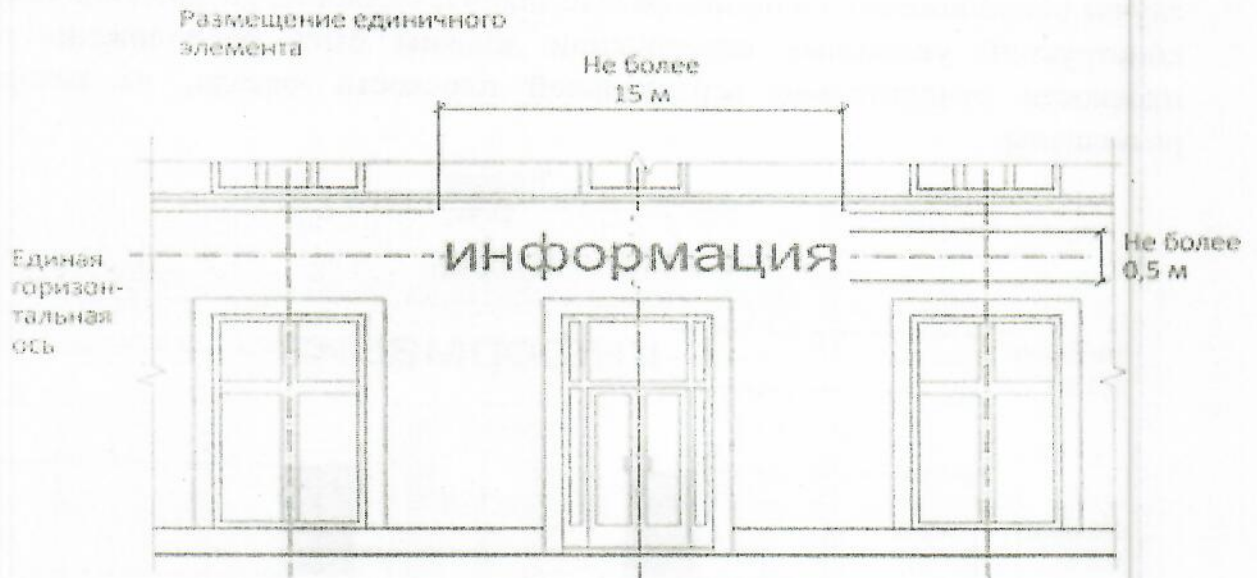 Размещение единичного
элемента
Не более
15 м
информация
Единая
горизон-
тальная
ось
Не более
0,5 м